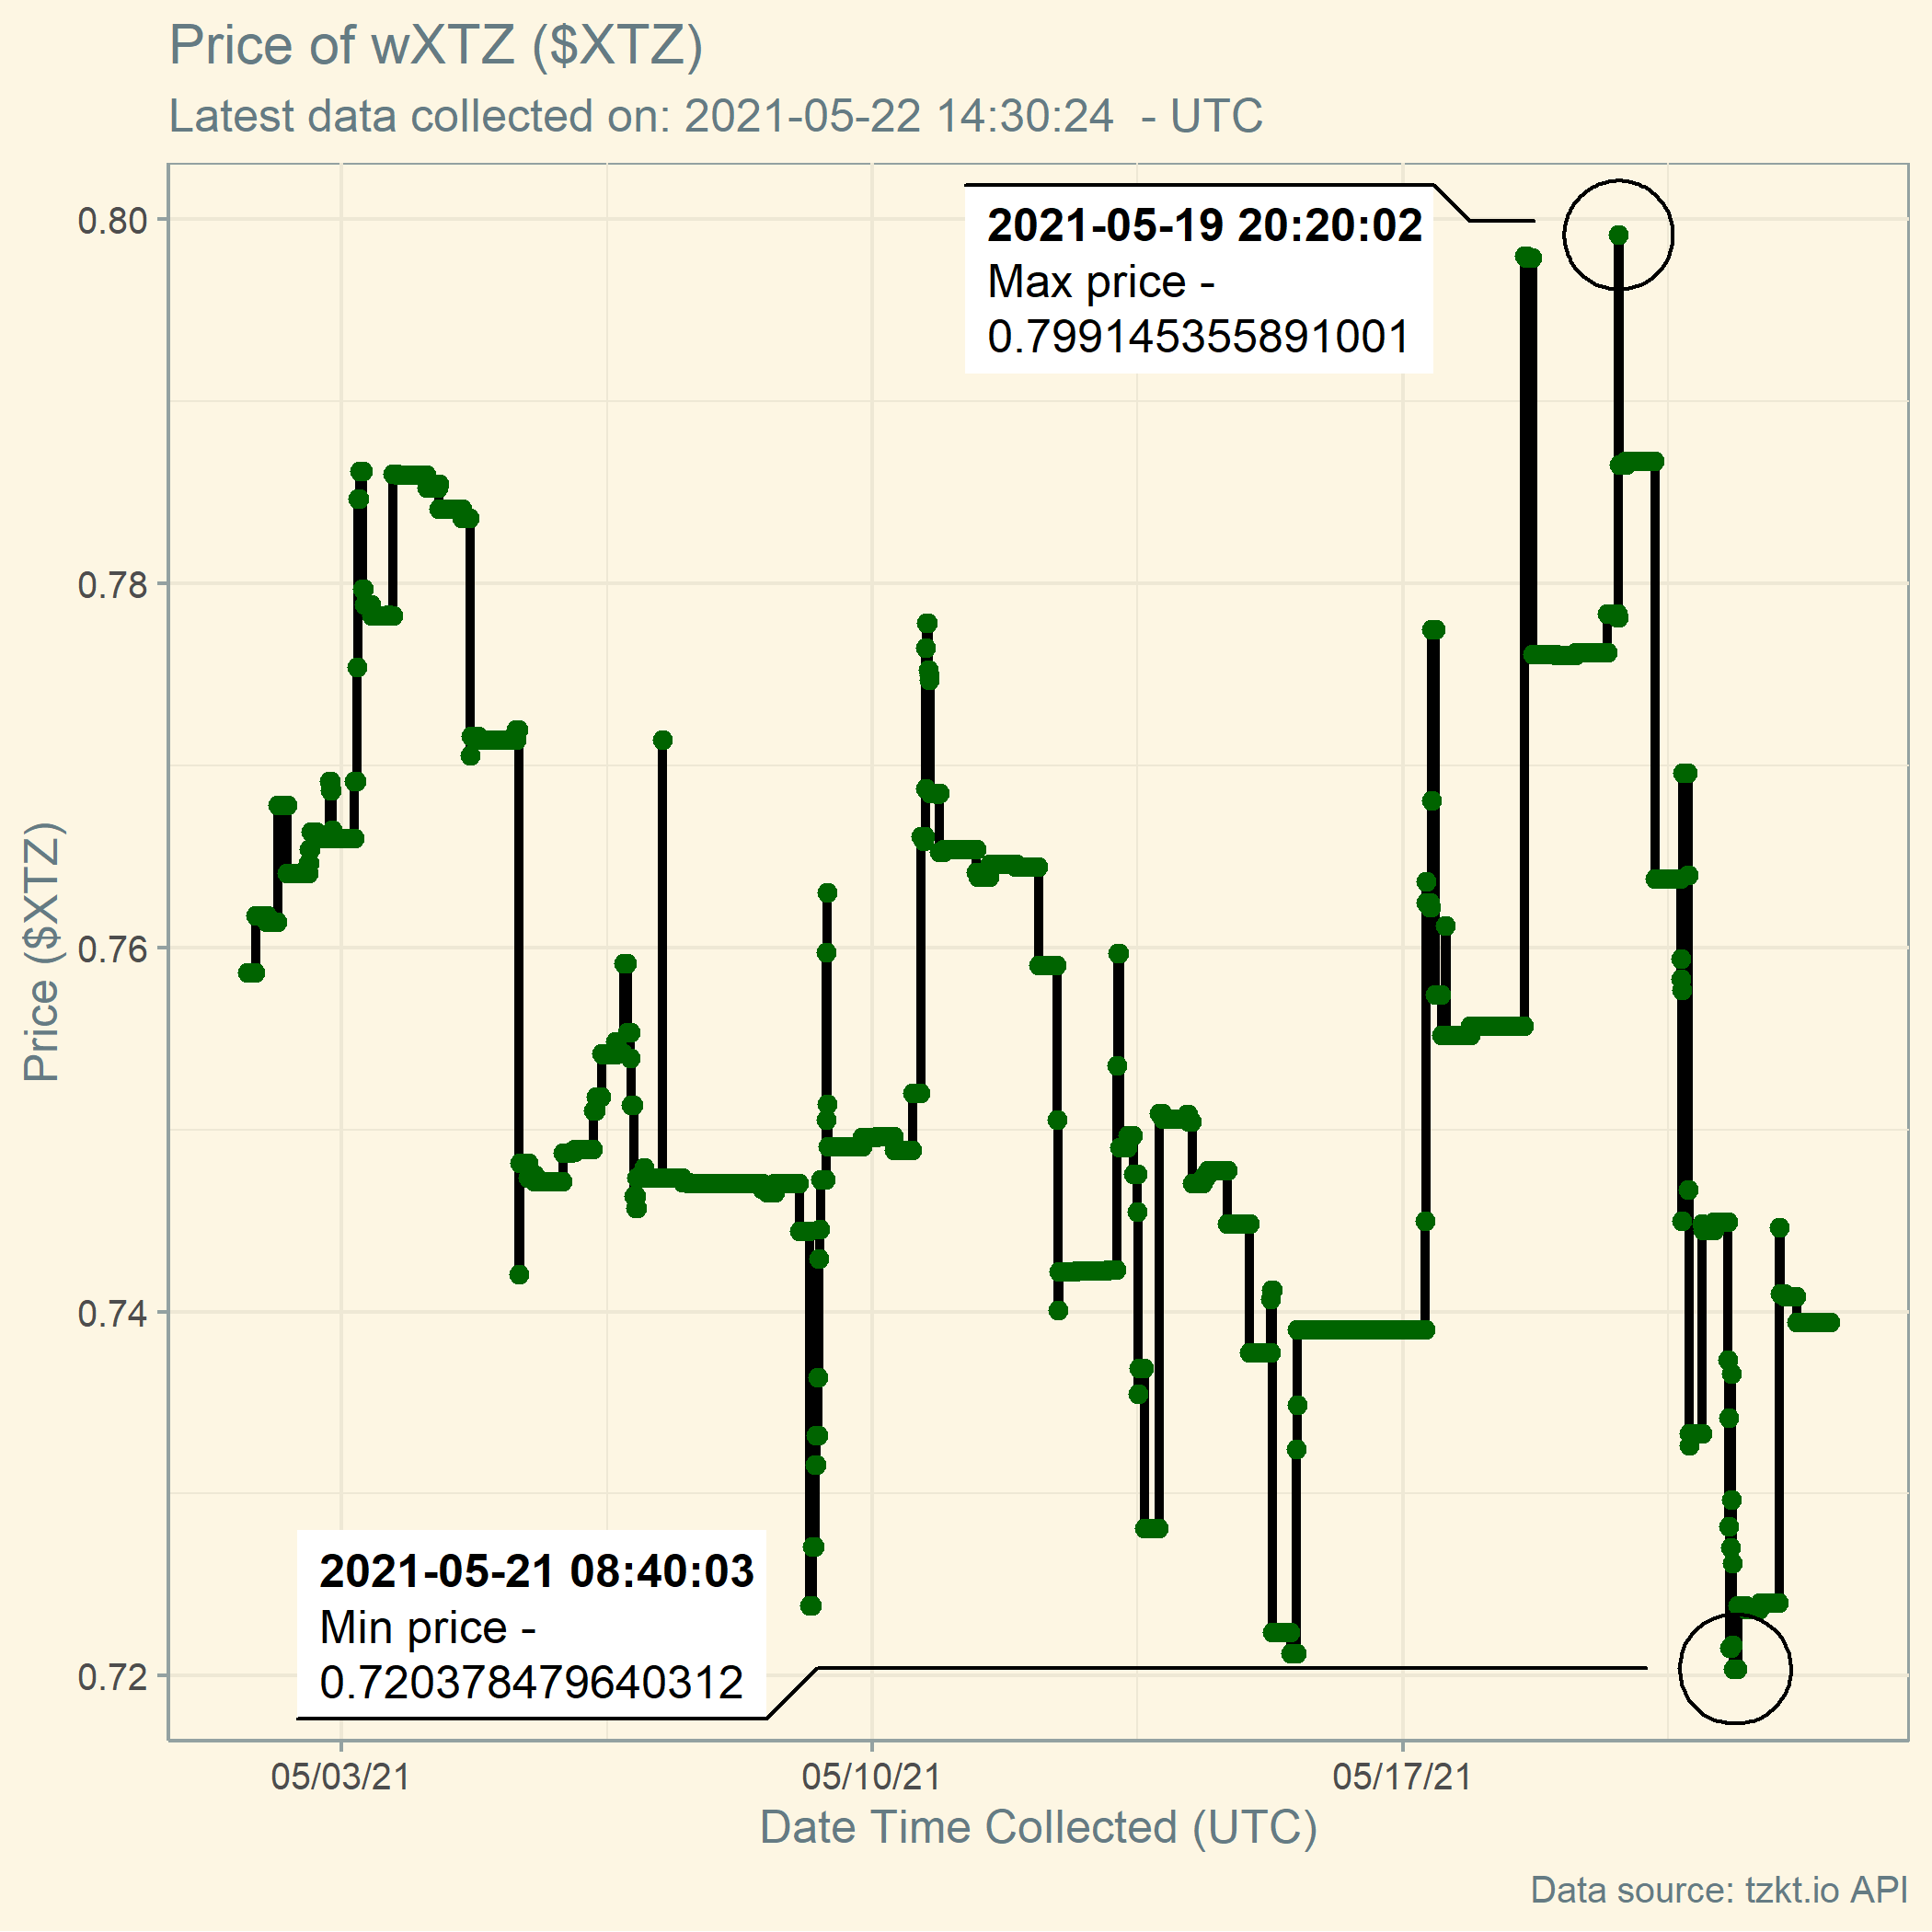 Price of wXTZ ($XTZ)
Latest data collected on: 2021-05-22 14:30:24  - UTC
2021-05-19 20:20:02
Max price -
0.799145355891001
0.80
0.78
0.76
0.74
0.72
Price ($XTZ)
2021-05-21 08:40:03
Min price -
0.720378479640312
05/03/21
05/10/21
05/17/21
Date Time Collected (UTC)
Data source: tzkt.io API